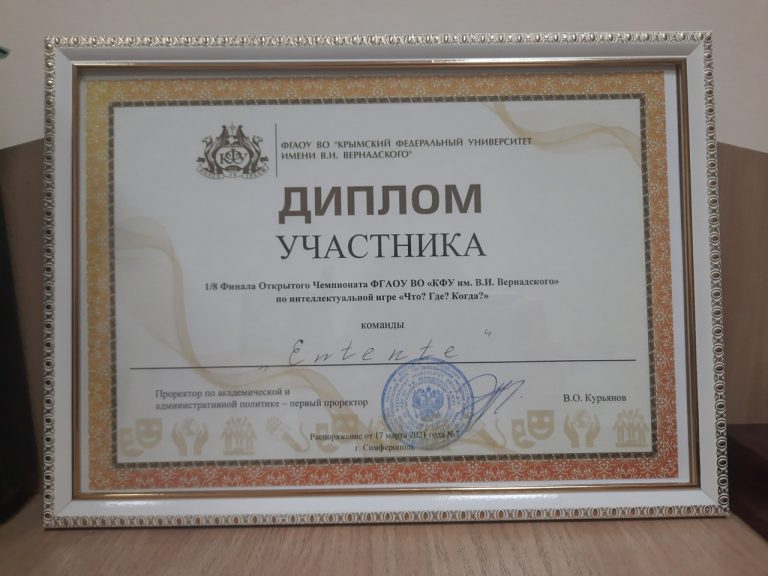 КФУ
ФГАОУ ВО "КРЫМСКИЙ ФЕДЕРАЛЬНЫЙ УНИВЕРСИТЕТ
ИМЕНИ В.И. ВЕРНАДСКОГО"
ДИПЛОМ
УЧАСТНИКА
1/8 Финала Открытого Чемпионата ФГАОУ ВО «КФУ им. В.И. Вернадского»
по интеллектуальной игре «Что? Где? Когда?»
команды
„Entente“
Проректор по академической и
административной политике – первый проректор
В.О. Курьянов
Распоряжение от 17 марта 2021 года №7
г. Симферополь